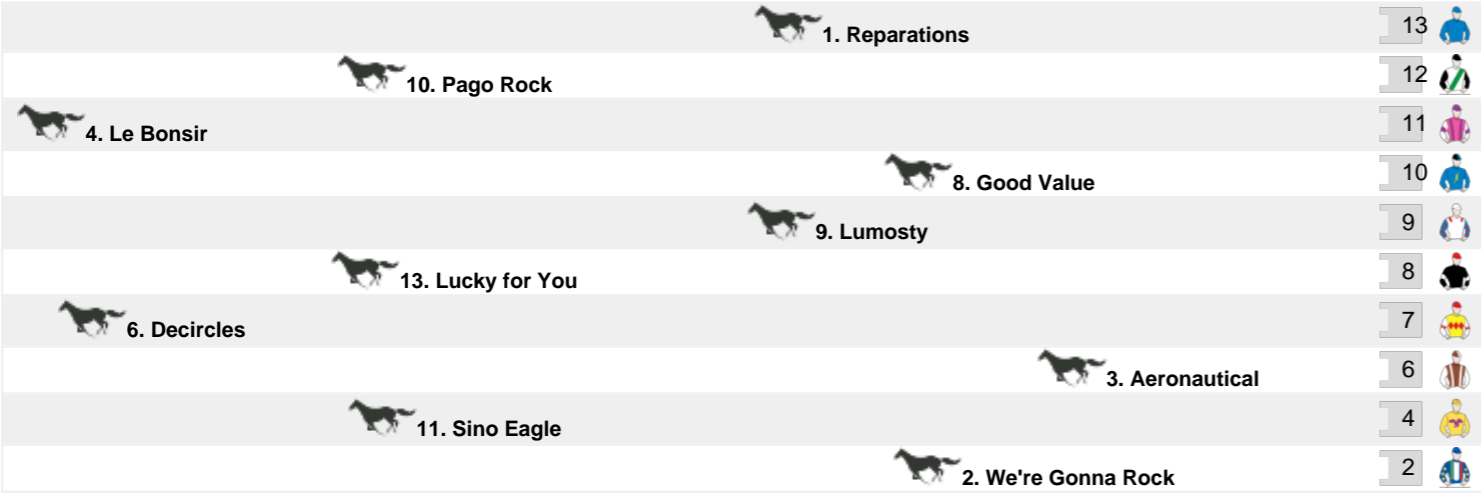 1. Reparations 13
10. Pago Rock 12
4. Le Bonsir 11
8. Good Value 10
9. Lumosty 9
13. Lucky for You 8
6. Decircles 7
3. Aeronautical 6
11. Sino Eagle 4
2. We're Gonna Rock 2